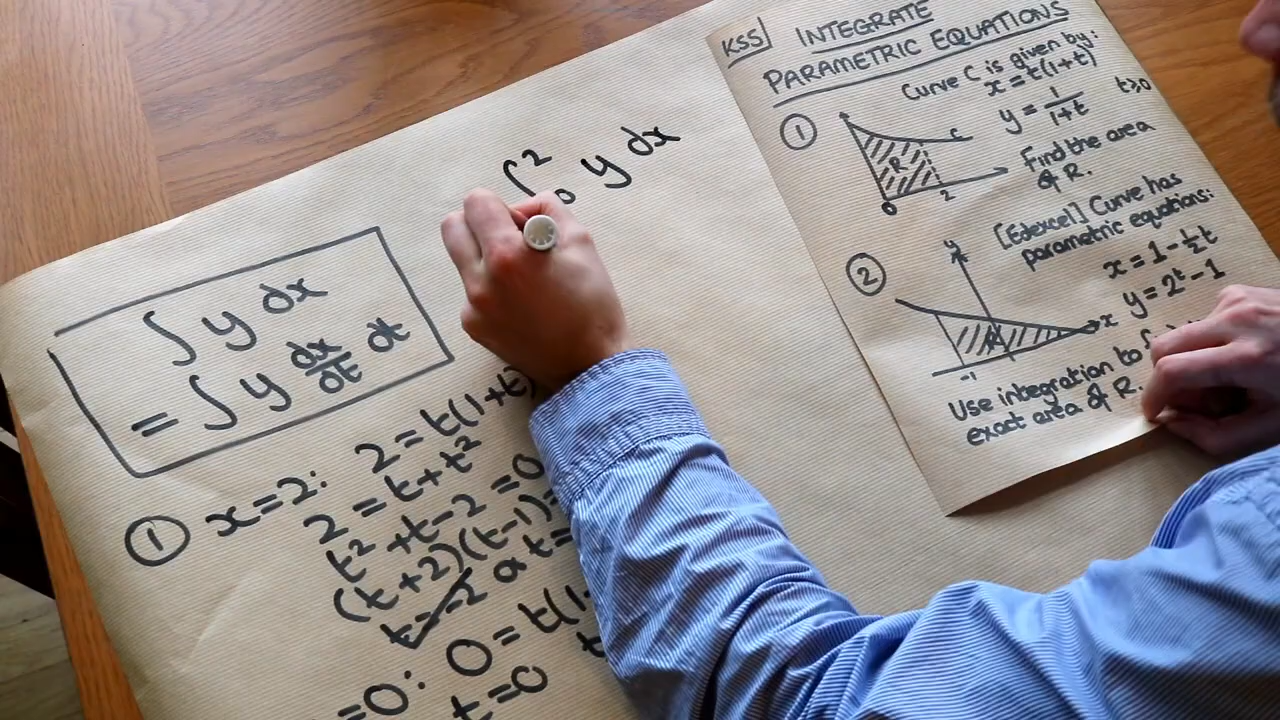 ∫ y dx
= ∫ y dx/dt dt
① x=2: 2 = t(1+t)
2 = t + t²
t² + t - 2 = 0
(t+2)(t-1) =
t = -2 or t =
=0: 0 = t(1
t = 0
∫²₀ y dx
KS5 INTEGRATE
PARAMETRIC EQUATIONS
① Curve C is given by:
x = t(1+t)
y = 1/(1+t) t≥0
C
R
0 2
Find the area
of R.
② [Edexcel] Curve has
parametric equations:
x = 1 - ½t
y = 2ᵗ - 1
y
x
R
-1
Use integration to
exact area of R.